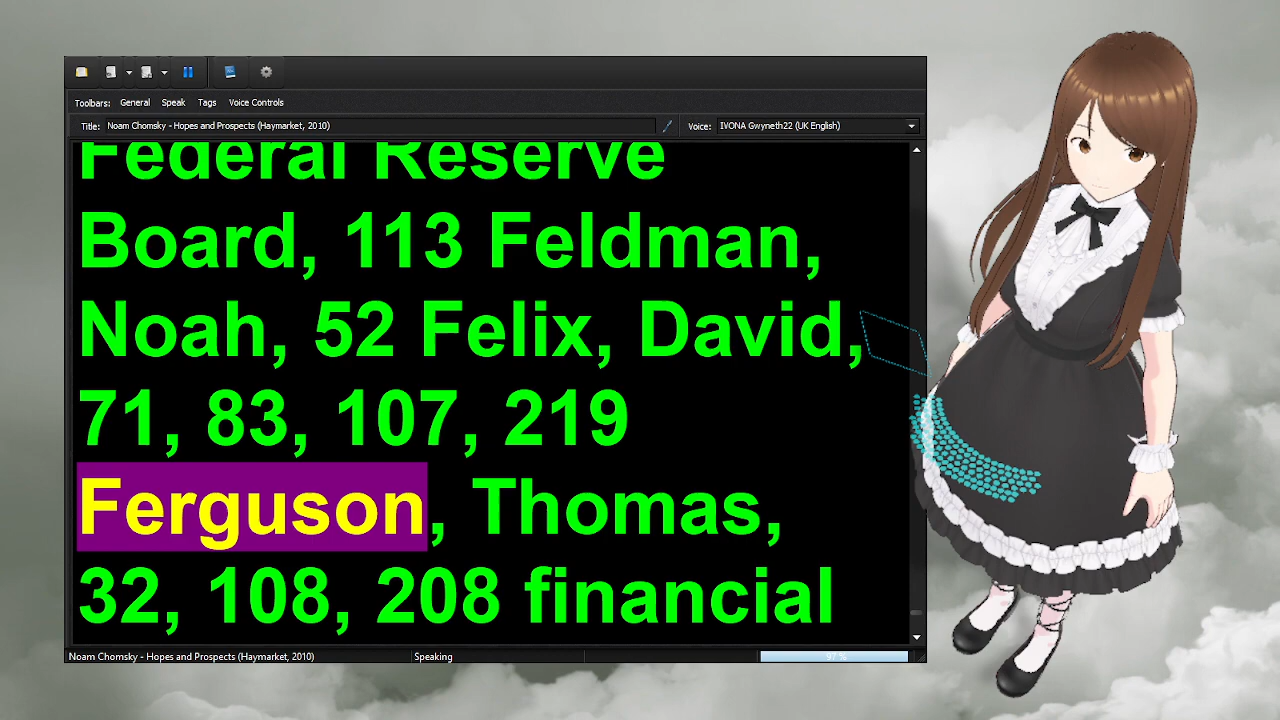 Toolbars: General Speak Tags Voice Controls
Title: Noam Chomsky - Hopes and Prospects (Haymarket, 2010) Voice: IVONA Gwyneth22 (UK English)
Federal Reserve
Board, 113 Feldman,
Noah, 52 Felix, David,
71, 83, 107, 219
Ferguson, Thomas,
32, 108, 208 financial
Noam Chomsky - Hopes and Prospects (Haymarket, 2010) Speaking 97 %